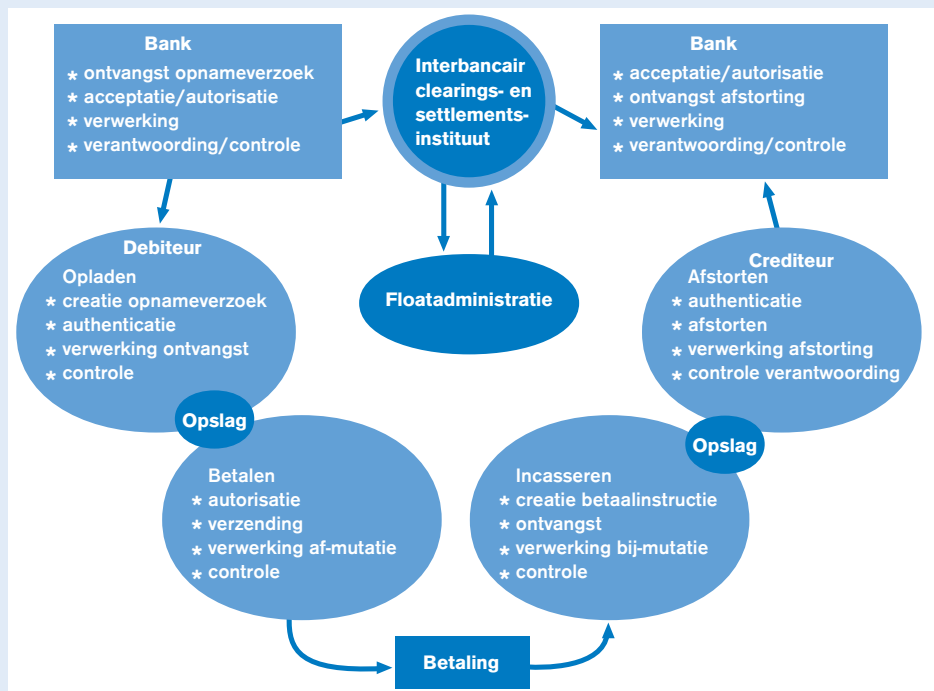 Bank
* ontvangst opnameverzoek
* acceptatie/autorisatie
* verwerking
* verantwoording/controle
Interbancair
clearings- en
settlements-
instituut
Bank
* acceptatie/autorisatie
* ontvangst afstorting
* verwerking
* verantwoording/controle
Debiteur
Opladen
* creatie opnameverzoek
* authenticatie
* verwerking ontvangst
* controle
Floatadministratie
Crediteur
Afstorten
* authenticatie
* afstorten
* verwerking afstorting
* controle verantwoording
Opslag
Opslag
Betalen
* autorisatie
* verzending
* verwerking af-mutatie
* controle
Incasseren
* creatie betaalinstructie
* ontvangst
* verwerking bij-mutatie
* controle
Betaling